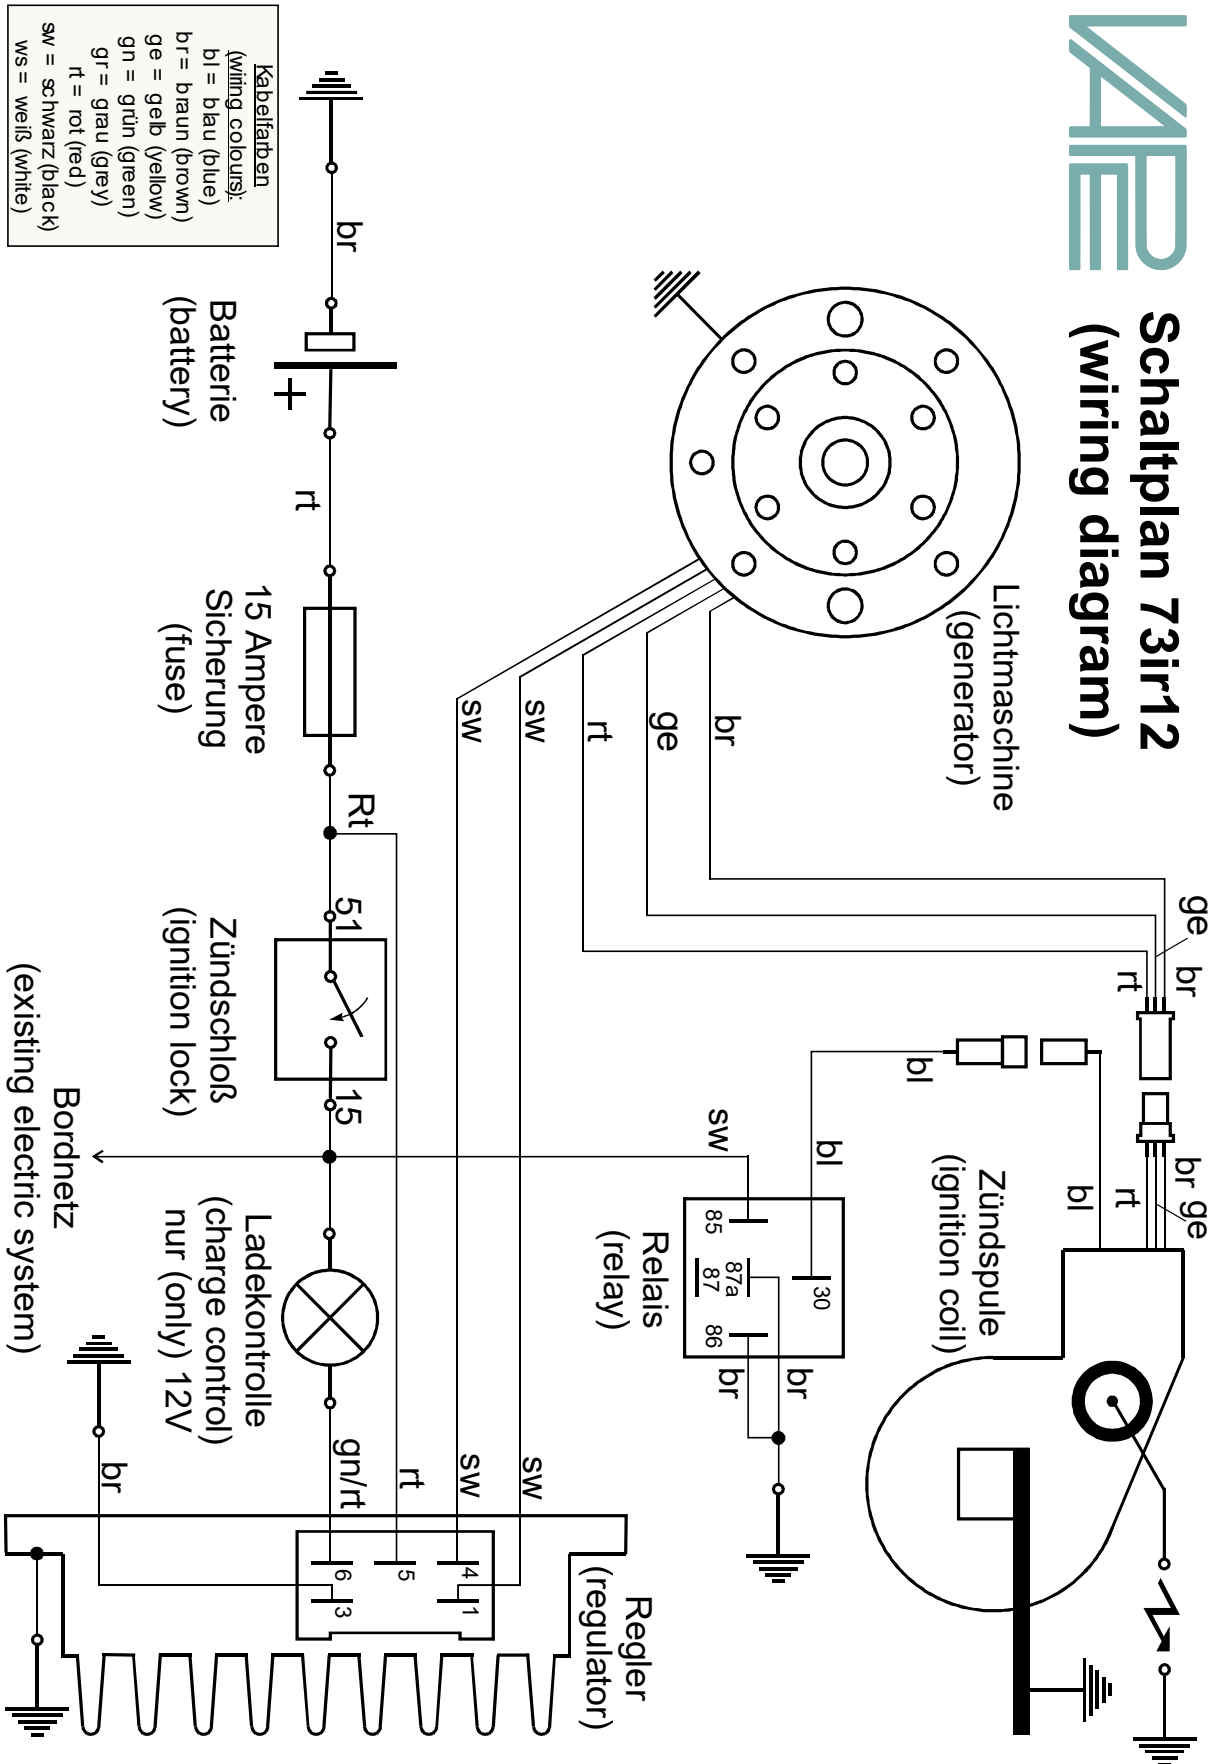 VAPE
Schaltplan 73ir12
(wiring diagram)
Lichtmaschine
(generator)
br
ge
rt
sw
sw
ge
br
rt
br
ge
rt
bl
bl
bl
Zündspule
(ignition coil)
sw
85
87a
87
86
30
br
br
Relais
(relay)
br
Batterie
(battery)
+
rt
15 Ampere
Sicherung
(fuse)
Rt
51
15
Zündschloß
(ignition lock)
Bordnetz
(existing electric system)
Ladekontrolle
(charge control)
nur (only) 12V
gn/rt
rt
sw
sw
br
4
1
5
6
3
Regler
(regulator)
Kabelfarben
(wiring colours):
bl = blau (blue)
br = braun (brown)
ge = gelb (yellow)
gn = grün (green)
gr = grau (grey)
rt = rot (red)
sw = schwarz (black)
ws = weiß (white)